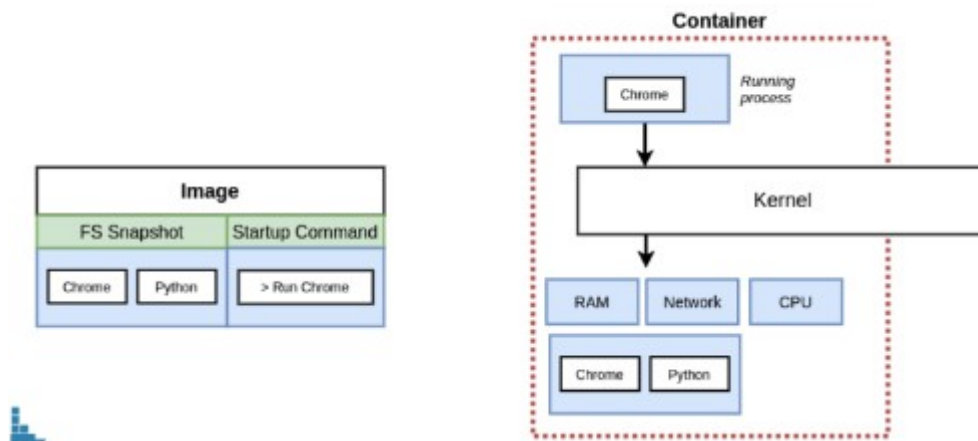 Image
FS Snapshot
Startup Command
Chrome
Python
> Run Chrome
Container
Chrome
Running
process
Kernel
RAM
Network
CPU
Chrome
Python